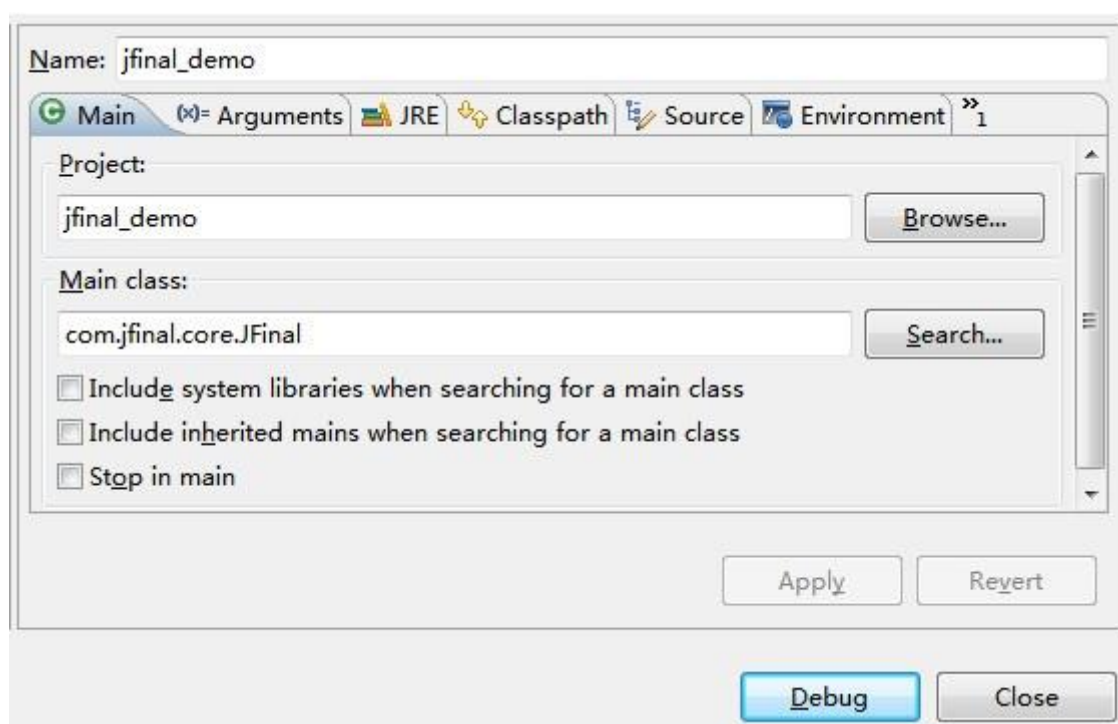 Name: jfinal_demo
Main (x)= Arguments JRE Classpath Source Environment »1
Project:
jfinal_demo Browse...
Main class:
com.jfinal.core.JFinal Search...
Include system libraries when searching for a main class
Include inherited mains when searching for a main class
Stop in main
Apply Revert
Debug Close